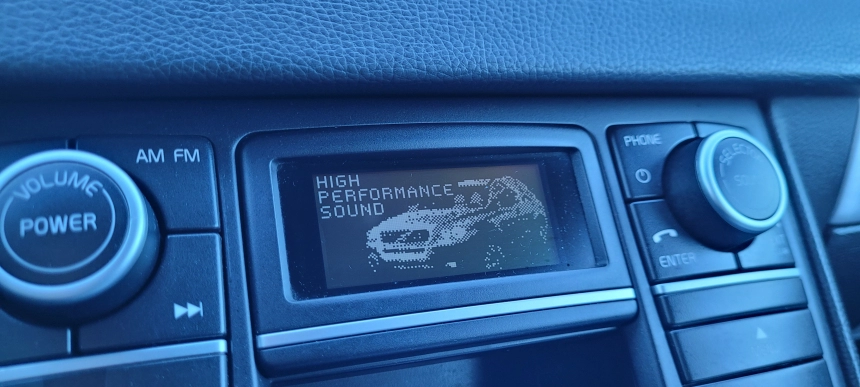 VOLUME
POWER
AM FM
HIGH
PERFORMANCE
SOUND
PHONE
ENTER